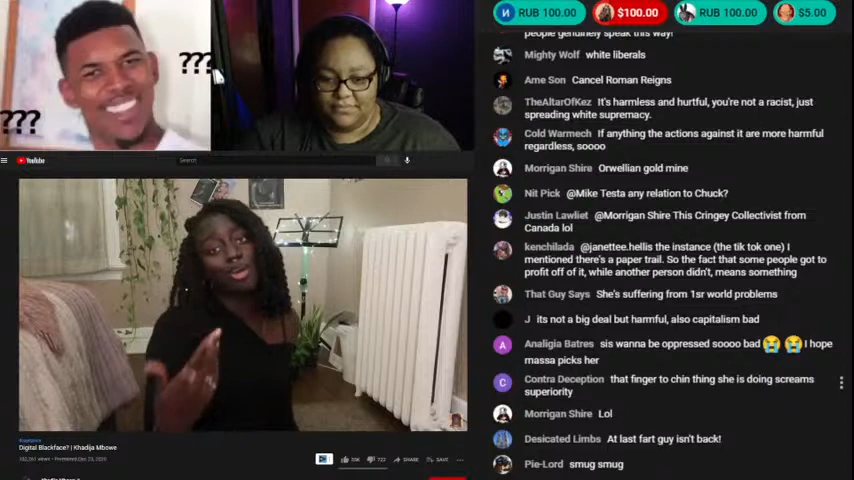 RUB 100.00
$100.00
RUB 100.00
$5.00
???
???
YouTube
Search
people genuinely speak this way!
Mighty Wolf white liberals
Ame Son Cancel Roman Reigns
TheAltarOfKez It's harmless and hurtful, you're not a racist, just
spreading white supremacy.
Cold Warmech If anything the actions against it are more harmful
regardless, soooo
Morrigan Shire Orwellian gold mine
Nit Pick @Mike Testa any relation to Chuck?
Justin Lawliet @Morrigan Shire This Cringey Collectivist from
Canada lol
kenchilada @janettee.hellis the instance (the tik tok one) I
mentioned there's a paper trail. So the fact that some people got to
profit off of it, while another person didn't, means something
That Guy Says She's suffering from 1sr world problems
J its not a big deal but harmful, also capitalism bad
Analigia Batres sis wanna be oppressed soooo bad 😭 😭 I hope
massa picks her
Contra Deception that finger to chin thing she is doing screams
superiority
Morrigan Shire Lol
Desicated Limbs At last fart guy isn't back!
Pie-Lord smug smug
Digital Blackface? | Khadija Mbowe
SHARE
SAVE